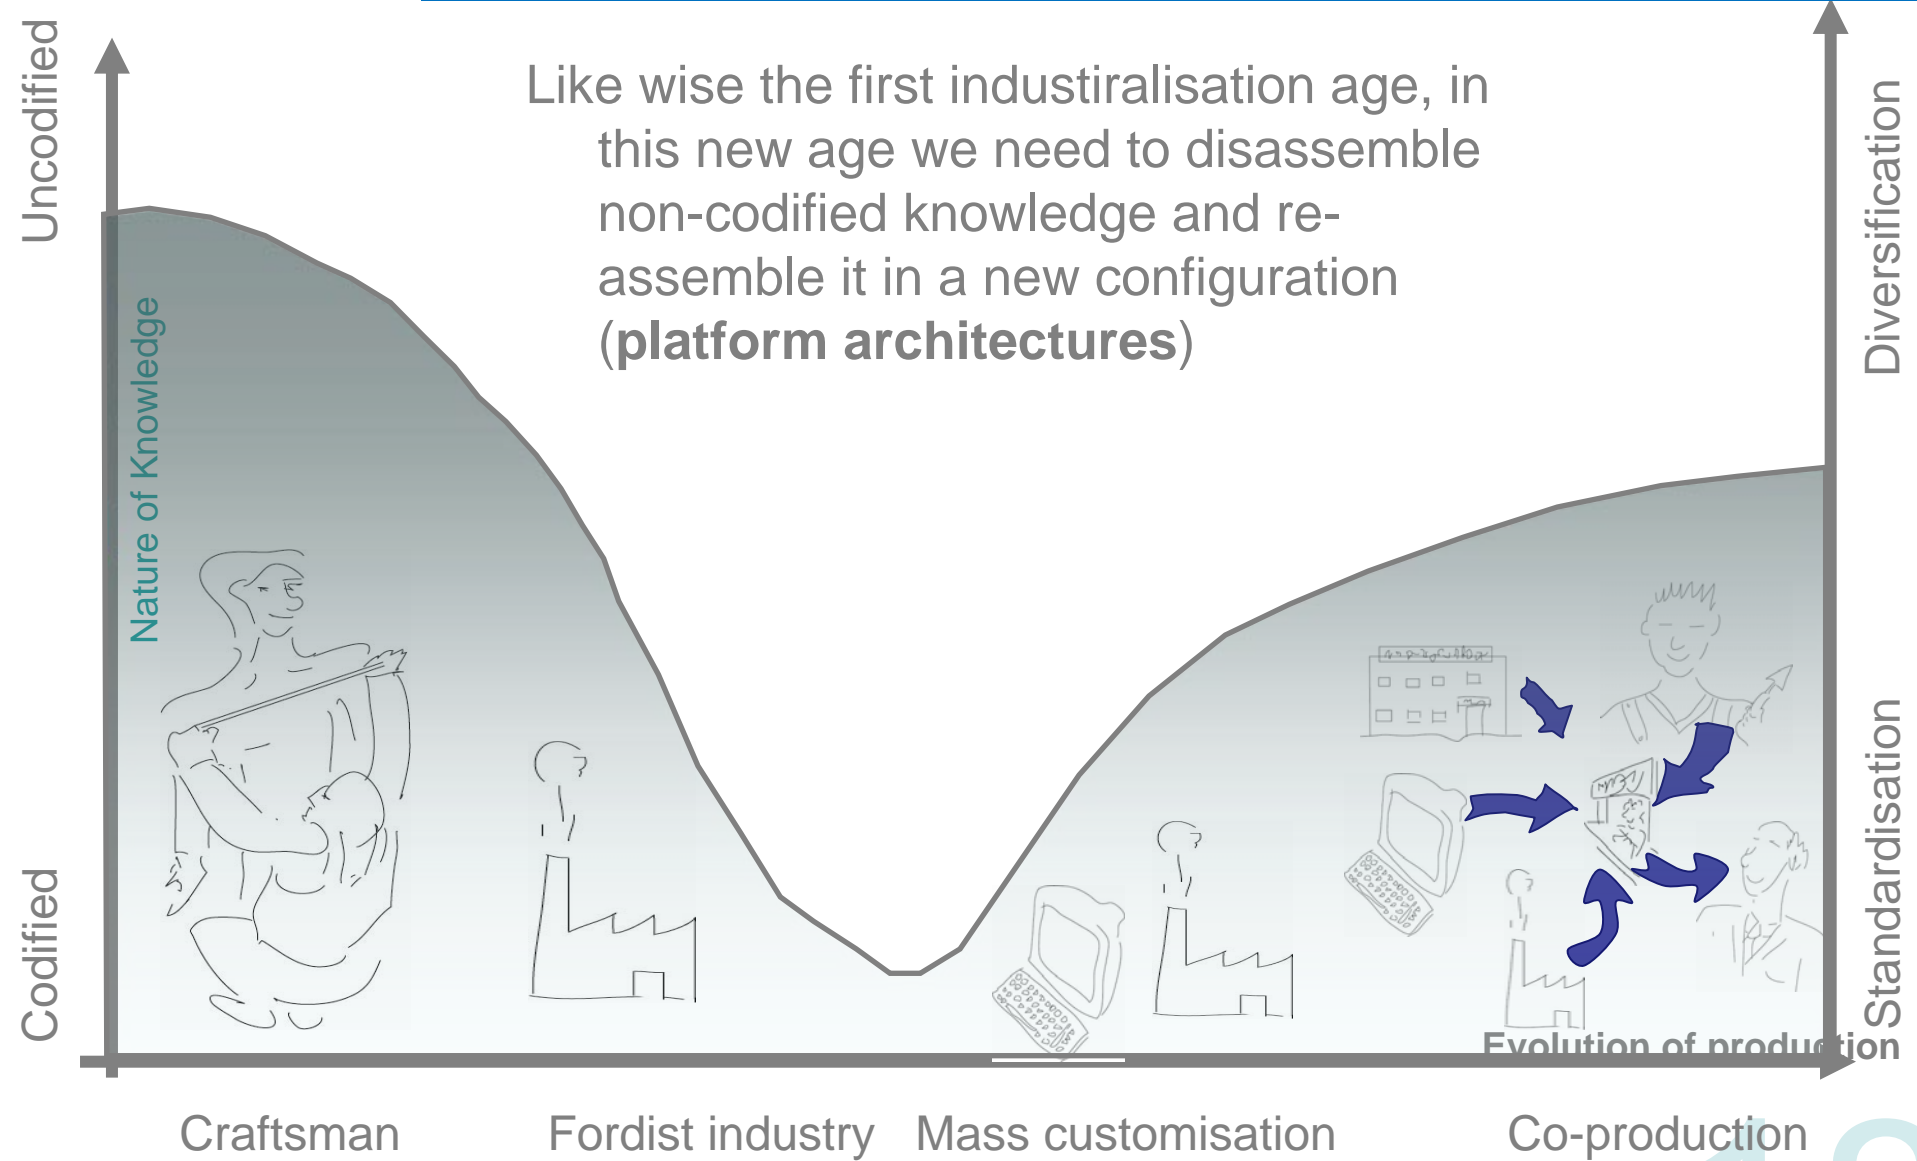 Uncodified
Codified
Nature of Knowledge
Like wise the first industiralisation age, in
this new age we need to disassemble
non-codified knowledge and re-
assemble it in a new configuration
(platform architectures)
Diversification
Standardisation
Evolution of production
Craftsman
Fordist industry
Mass customisation
Co-production